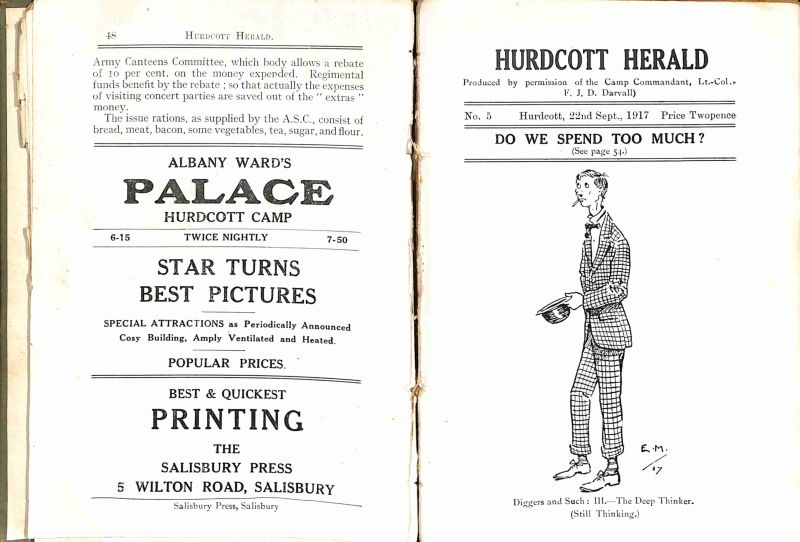 48 HURDCOTT HERALD.
Army Canteens Committee, which body allows a rebate
of 10 per cent. on the money expended. Regimental
funds benefit by the rebate ; so that actually the expenses
of visiting concert parties are saved out of the “ extras ”
money.
The issue rations, as supplied by the A.S.C., consist of
bread, meat, bacon, some vegetables, tea, sugar, and flour.
ALBANY WARD'S
PALACE
HURDCOTT CAMP
6-15 TWICE NIGHTLY 7-50
STAR TURNS
BEST PICTURES
SPECIAL ATTRACTIONS as Periodically Announced
Cosy Building, Amply Ventilated and Heated.
POPULAR PRICES.
BEST & QUICKEST
PRINTING
THE
SALISBURY PRESS
5 WILTON ROAD, SALISBURY
Salisbury Press, Salisbury
HURDCOTT HERALD
Produced by permission of the Camp Commandant, Lt.-Col.,
F. J. D. Darvall)
No. 5 Hurdcott, 22nd Sept., 1917 Price Twopence
DO WE SPEND TOO MUCH?
(See page 54.)
E.M.
/17
Diggers and Such: III.—The Deep Thinker.
(Still Thinking.)